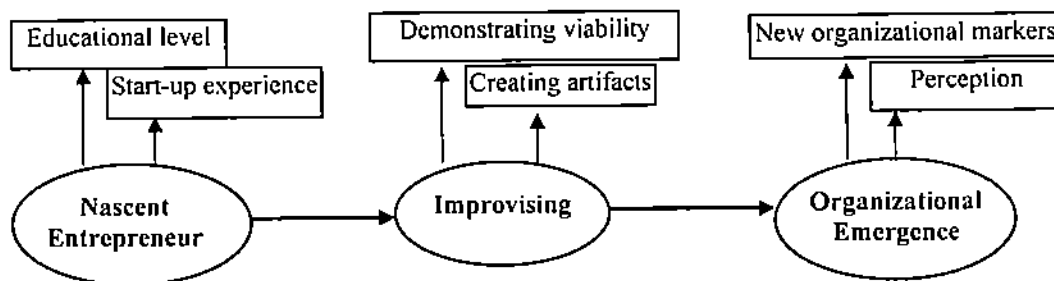 Educational level
Start-up experience
Demonstrating viability
Creating artifacts
New organizational markers
Perception
Nascent
Entrepreneur
Improvising
Organizational
Emergence